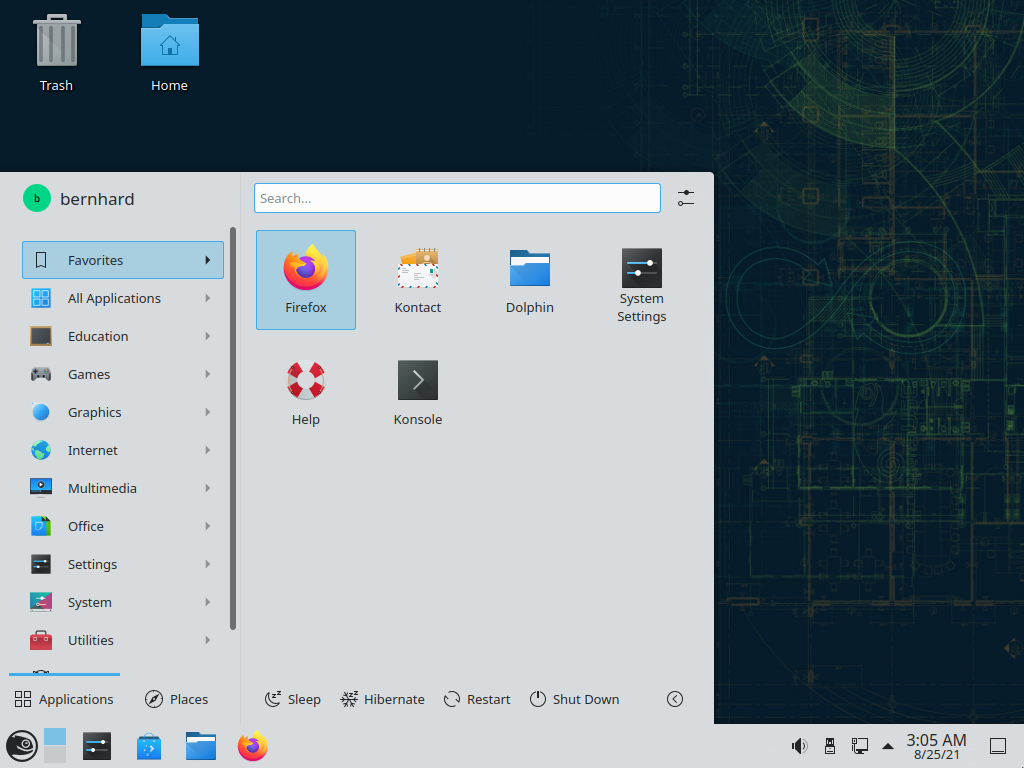 Trash
Home
b
bernhard
Search...
Favorites
All Applications
Education
Games
Graphics
Internet
Multimedia
Office
Settings
System
Utilities
Firefox
Kontact
Dolphin
System
Settings
Help
Konsole
Applications
Places
Sleep
Hibernate
Restart
Shut Down
3:05 AM
8/25/21